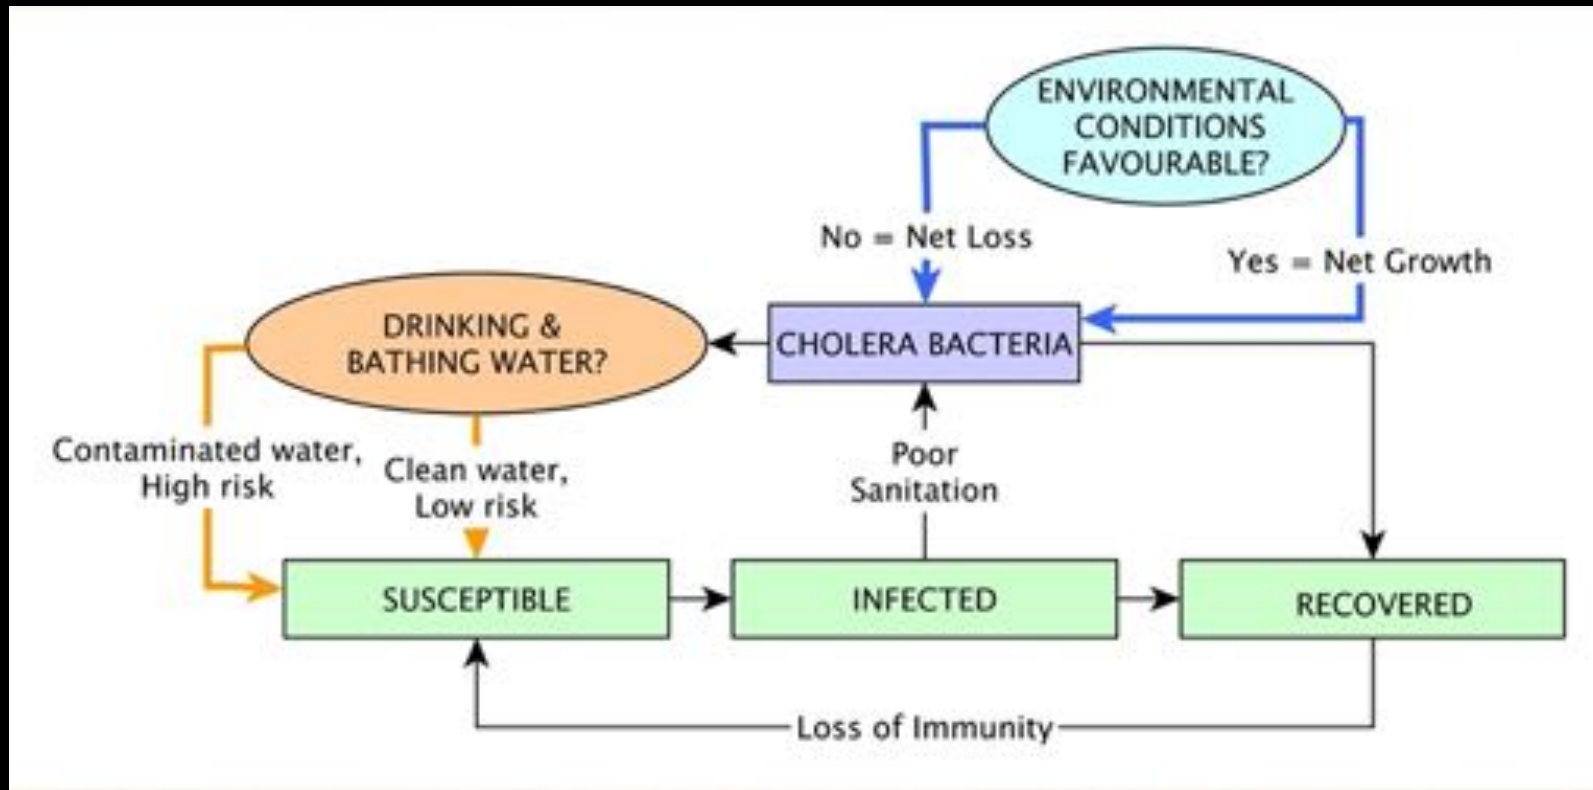 ENVIRONMENTAL
CONDITIONS
FAVOURABLE?
No = Net Loss
Yes = Net Growth
DRINKING &
BATHING WATER?
CHOLERA BACTERIA
Contaminated water,
High risk
Clean water,
Low risk
Poor
Sanitation
SUSCEPTIBLE
INFECTED
RECOVERED
Loss of Immunity